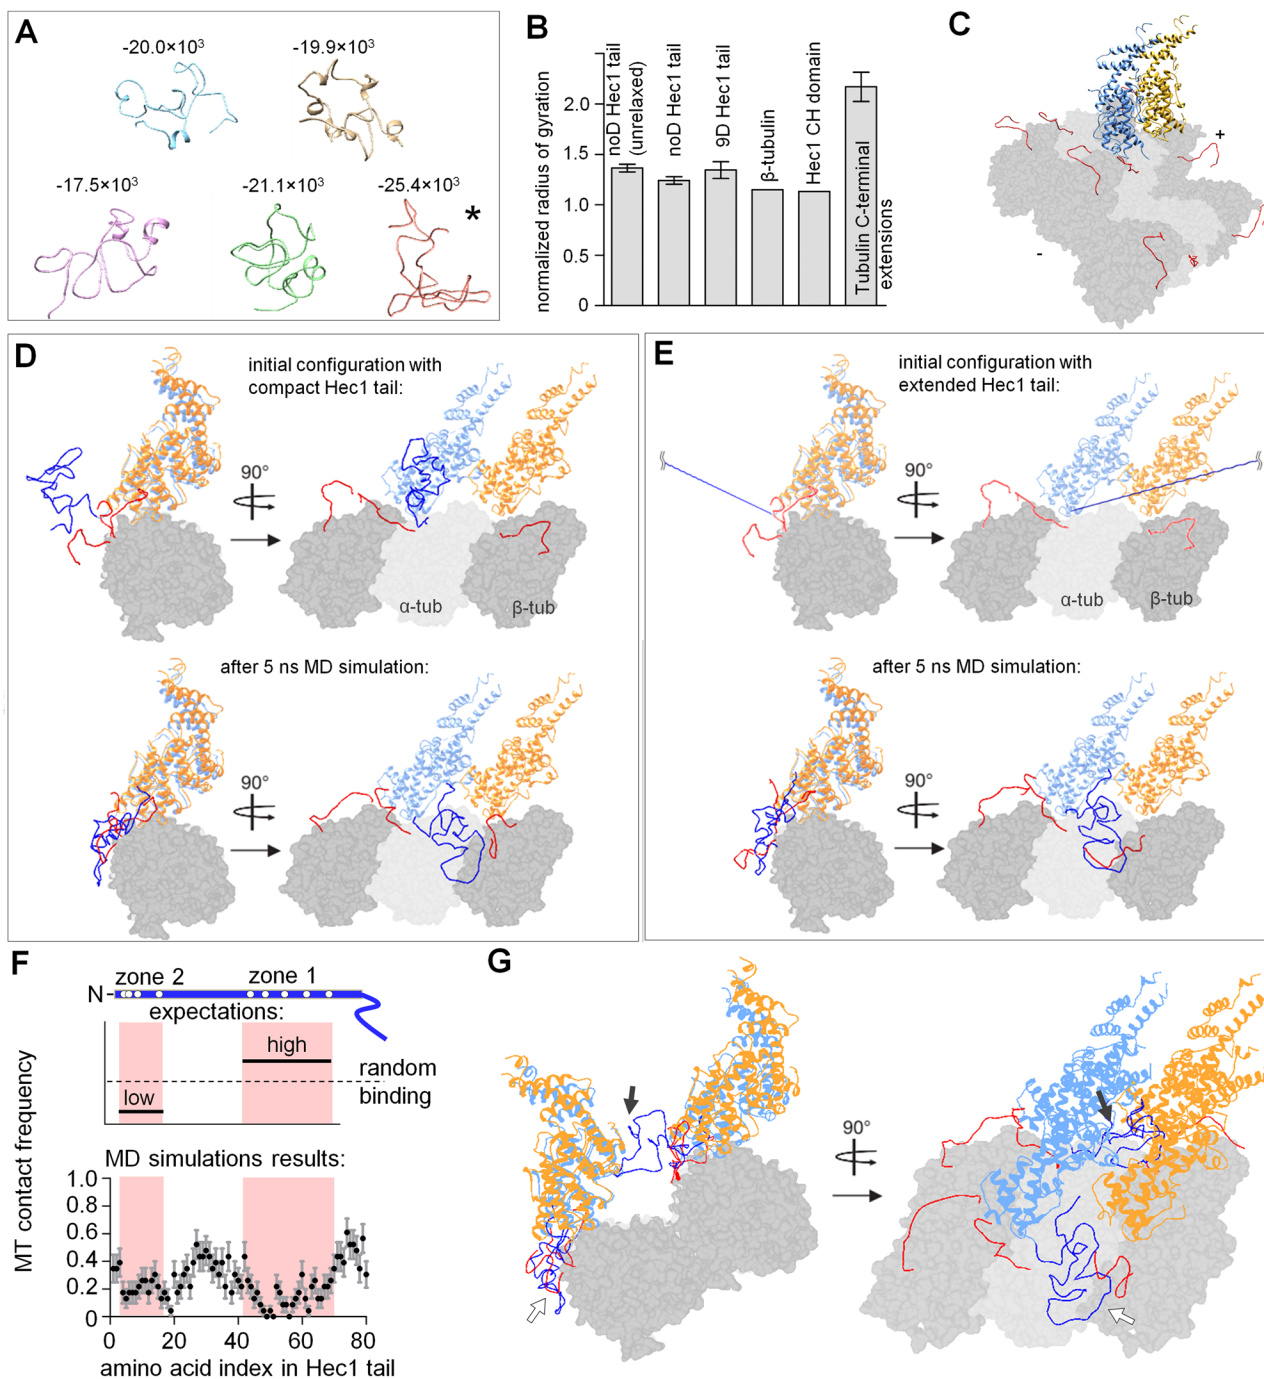 A
-20.0×10³
-19.9×10³
-17.5×10³
-21.1×10³
-25.4×10³
*
B
normalized radius of gyration
2.0
1.5
1.0
0.5
0
noD Hec1 tail
(unrelaxed)
noD Hec1 tail
9D Hec1 tail
β-tubulin
Hec1 CH domain
Tubulin C-terminal
extensions
C
+
-
D
initial configuration with
compact Hec1 tail:
90°
α-tub
β-tub
after 5 ns MD simulation:
90°
E
initial configuration with
extended Hec1 tail:
90°
α-tub
β-tub
after 5 ns MD simulation:
90°
F
zone 2
zone 1
N-
expectations:
high
low
random
binding
MT contact frequency
MD simulations results:
1.0
0.8
0.6
0.4
0.2
0
0
20
40
60
80
amino acid index in Hec1 tail
G
90°